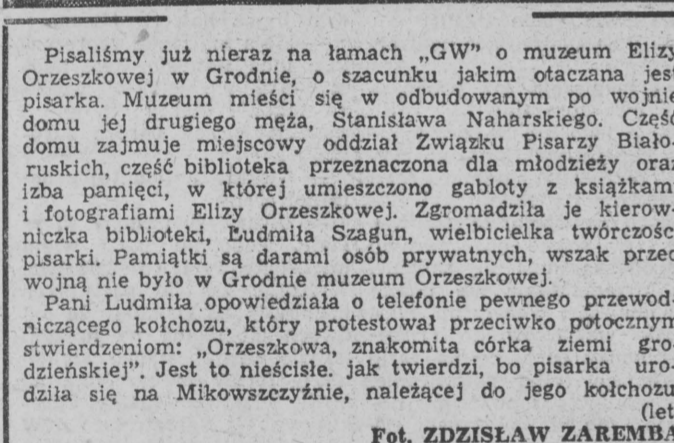 Pisaliśmy już nieraz na łamach „GW” o muzeum Elizy
Orzeszkowej w Grodnie, o szacunku jakim otaczana jest
pisarka. Muzeum mieści się w odbudowanym po wojnie
domu jej drugiego męża, Stanisława Naharskiego. Część
domu zajmuje miejscowy oddział Związku Pisarzy Biało-
ruskich, część biblioteka przeznaczona dla młodzieży oraz
izba pamięci, w której umieszczono gabloty z książkam
i fotografiami Elizy Orzeszkowej. Zgromadziła je kierow-
niczka biblioteki, Ludmiła Szagun, wielbicielka twórczośc
pisarki. Pamiątki są darami osób prywatnych, wszak przed
wojną nie było w Grodnie muzeum Orzeszkowej.
Pani Ludmiła opowiedziała o telefonie pewnego przewod-
niczącego kołchozu, który protestował przeciwko potocznym
stwierdzeniom: „Orzeszkowa, znakomita córka ziemi gro-
dzieńskiej”. Jest to nieścisłe. jak twierdzi, bo pisarka uro-
dziła się na Mikowszczyźnie, należącej do jego kołchozu
(let
Fot. ZDZISŁAW ZAREMBA